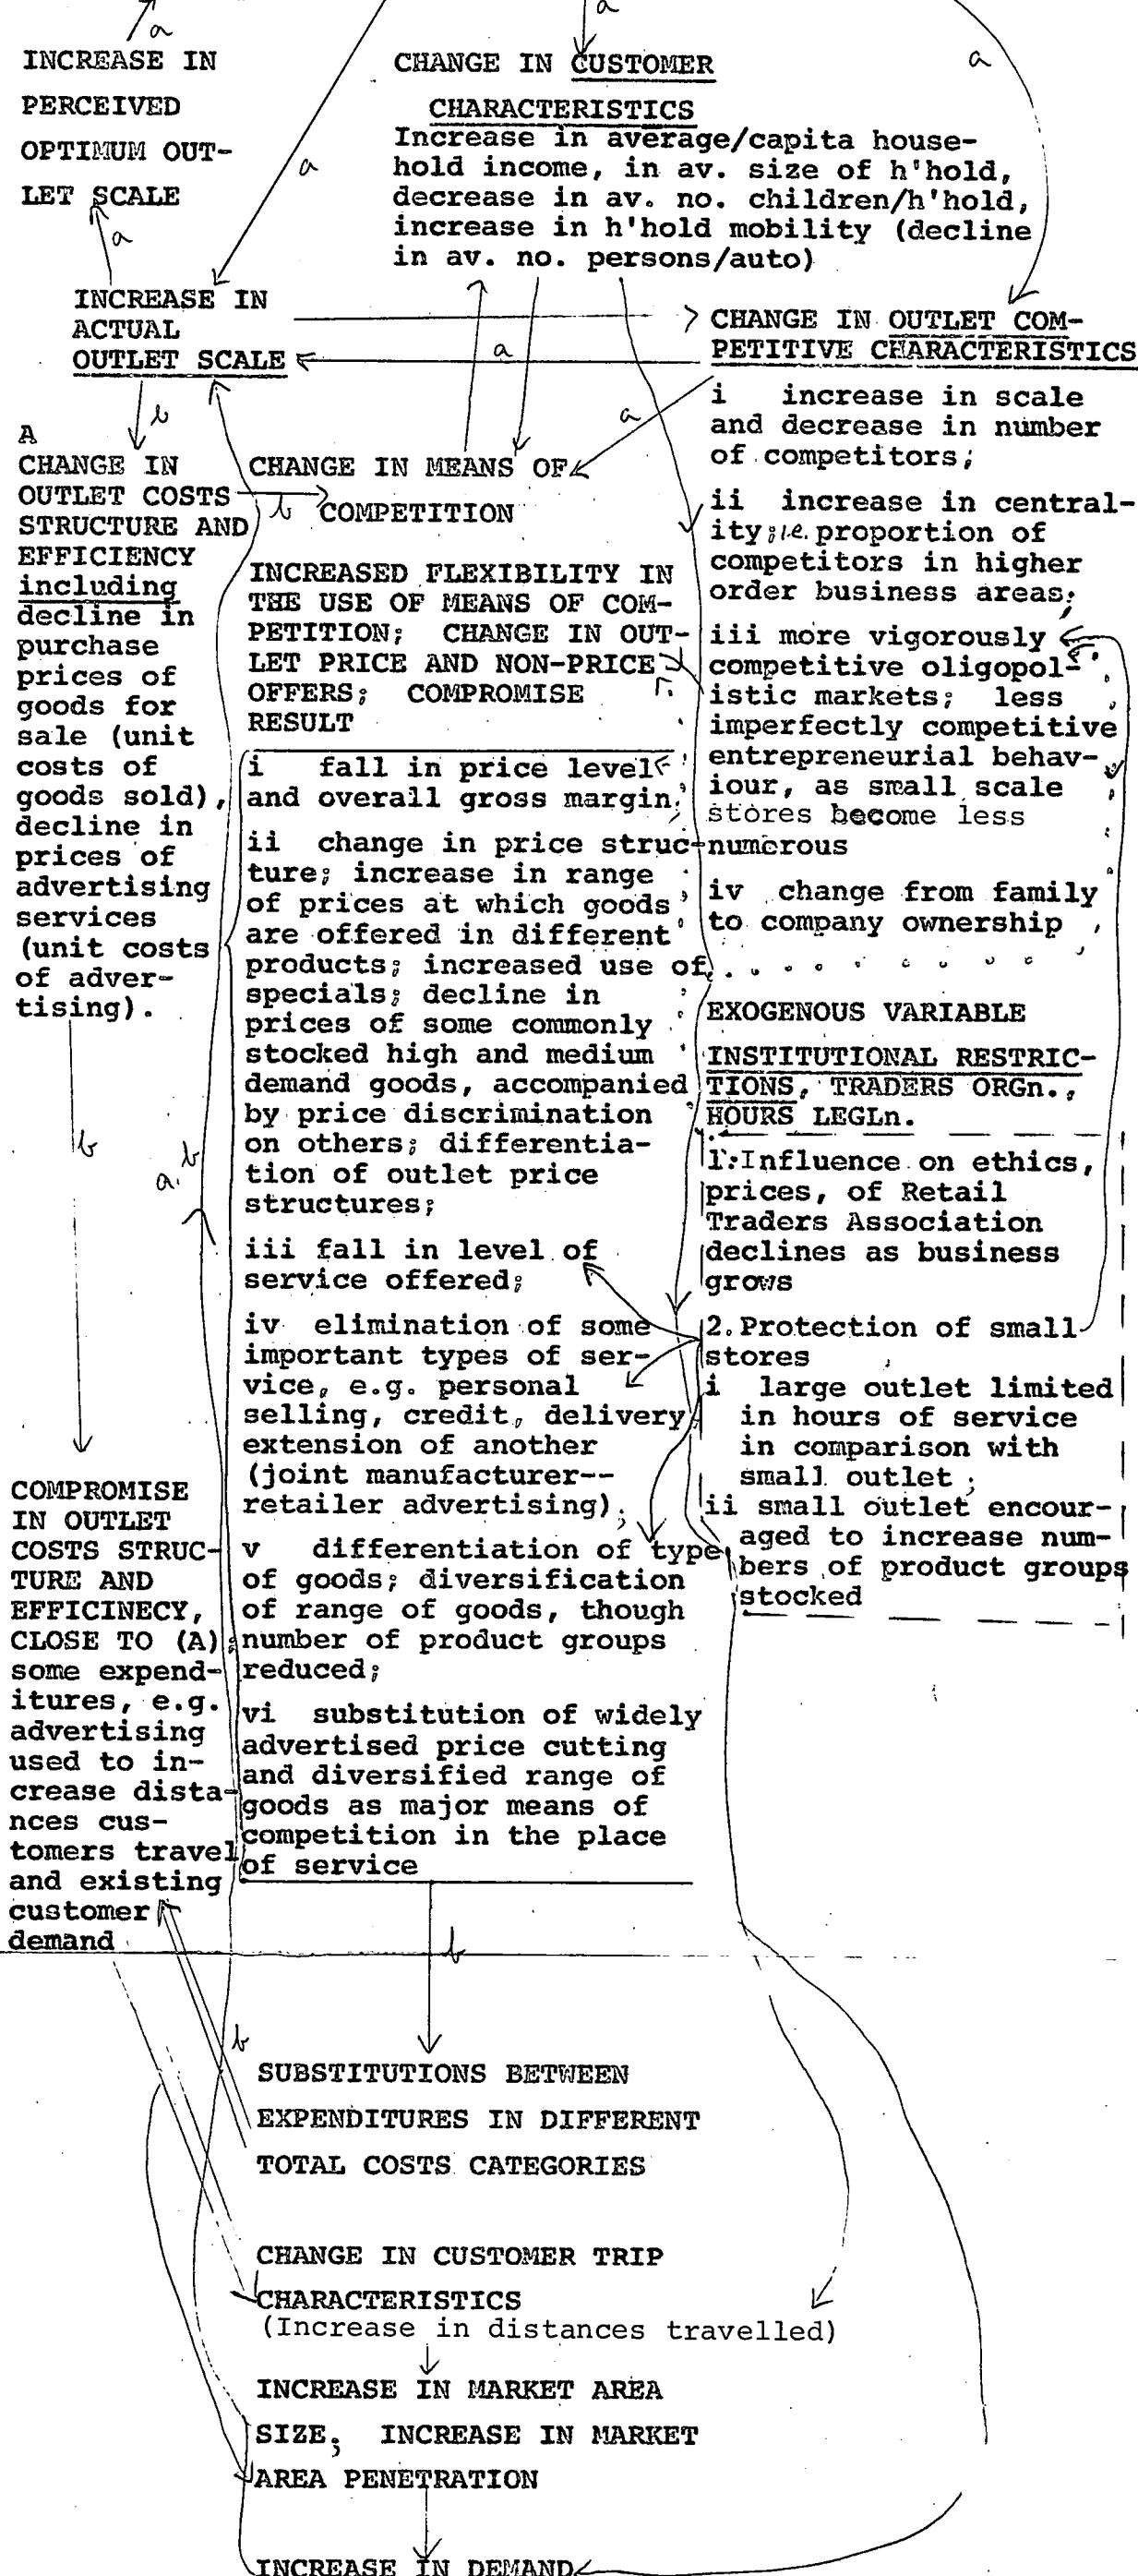 a
INCREASE IN
PERCEIVED
OPTIMUM OUT-
LET SCALE
a
a
INCREASE IN
ACTUAL
OUTLET SCALE
a
CHANGE IN CUSTOMER
CHARACTERISTICS
Increase in average/capita house-
hold income, in av. size of h'hold,
decrease in av. no. children/h'hold,
increase in h'hold mobility (decline
in av. no. persons/auto)
a
a
b
A
CHANGE IN
OUTLET COSTS
STRUCTURE AND
EFFICIENCY
including
decline in
purchase
prices of
goods for
sale (unit
costs of
goods sold),
decline in
prices of
advertising
services
(unit costs
of adver-
tising).
b
COMPROMISE
IN OUTLET
COSTS STRUC-
TURE AND
EFFICINECY,
CLOSE TO (A);
some expend-
itures, e.g.
advertising
used to in-
crease dista-
nces cus-
tomers travel
and existing
customer
demand
b
CHANGE IN MEANS OF
COMPETITION
a
INCREASED FLEXIBILITY IN
THE USE OF MEANS OF COM-
PETITION; CHANGE IN OUT-
LET PRICE AND NON-PRICE
OFFERS; COMPROMISE
RESULT
i fall in price level
and overall gross margin;
ii change in price struc-
ture; increase in range
of prices at which goods
are offered in different
products; increased use of
specials; decline in
prices of some commonly
stocked high and medium
demand goods, accompanied
by price discrimination
on others; differentia-
tion of outlet price
structures;
a.b
iii fall in level of
service offered;
iv elimination of some
important types of ser-
vice, e.g. personal
selling, credit, delivery,
extension of another
(joint manufacturer--
retailer advertising);
v differentiation of type
of goods; diversification
of range of goods, though
number of product groups
reduced;
vi substitution of widely
advertised price cutting
and diversified range of
goods as major means of
competition in the place
of service
CHANGE IN OUTLET COM-
PETITIVE CHARACTERISTICS
i increase in scale
and decrease in number
of competitors;
ii increase in central-
ity; i.e. proportion of
competitors in higher
order business areas;
iii more vigorously
competitive oligopol-
istic markets; less
imperfectly competitive
entrepreneurial behav-
iour, as small scale
stores become less
numerous
iv change from family
to company ownership
EXOGENOUS VARIABLE
INSTITUTIONAL RESTRIC-
TIONS, TRADERS ORGn.,
HOURS LEGLn.
1. Influence on ethics,
prices, of Retail
Traders Association
declines as business
grows
2. Protection of small
stores
i large outlet limited
in hours of service
in comparison with
small outlet;
ii small outlet encour-
aged to increase num-
bers of product groups
stocked
b
b
SUBSTITUTIONS BETWEEN
EXPENDITURES IN DIFFERENT
TOTAL COSTS CATEGORIES
CHANGE IN CUSTOMER TRIP
CHARACTERISTICS
(Increase in distances travelled)
INCREASE IN MARKET AREA
SIZE; INCREASE IN MARKET
AREA PENETRATION
INCREASE IN DEMAND